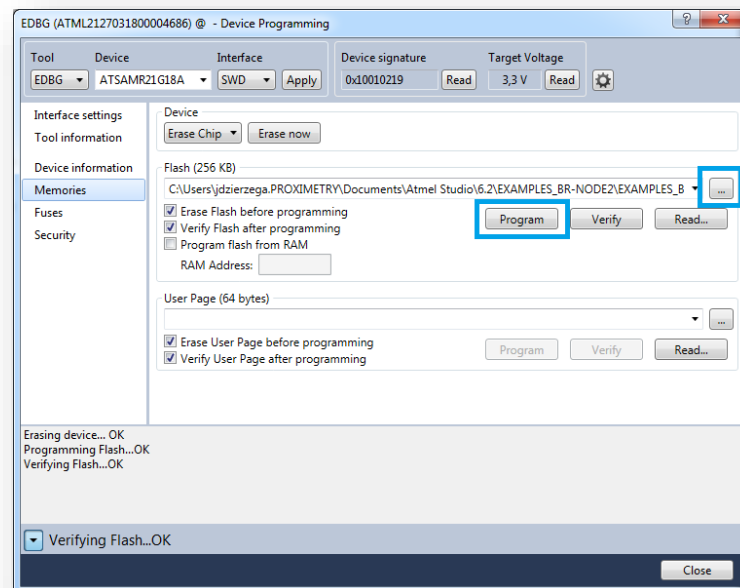 EDBG (ATML2127031800004686) @ - Device Programming
Tool Device Interface Device signature Target Voltage
EDBG ATSAMR21G18A SWD Apply 0x10010219 Read 3,3 V Read
Interface settings
Tool information
Device information
Memories
Fuses
Security
Device
Erase Chip Erase now
Flash (256 KB)
C:\Users\jdzierzega.PROXIMETRY\Documents\Atmel Studio\6.2\EXAMPLES_BR-NODE2\EXAMPLES_B ...
Erase Flash before programming
Verify Flash after programming
Program flash from RAM
RAM Address:
Program Verify Read...
User Page (64 bytes)
...
Erase User Page before programming
Verify User Page after programming
Program Verify Read...
Erasing device... OK
Programming Flash...OK
Verifying Flash...OK
Verifying Flash...OK
Close